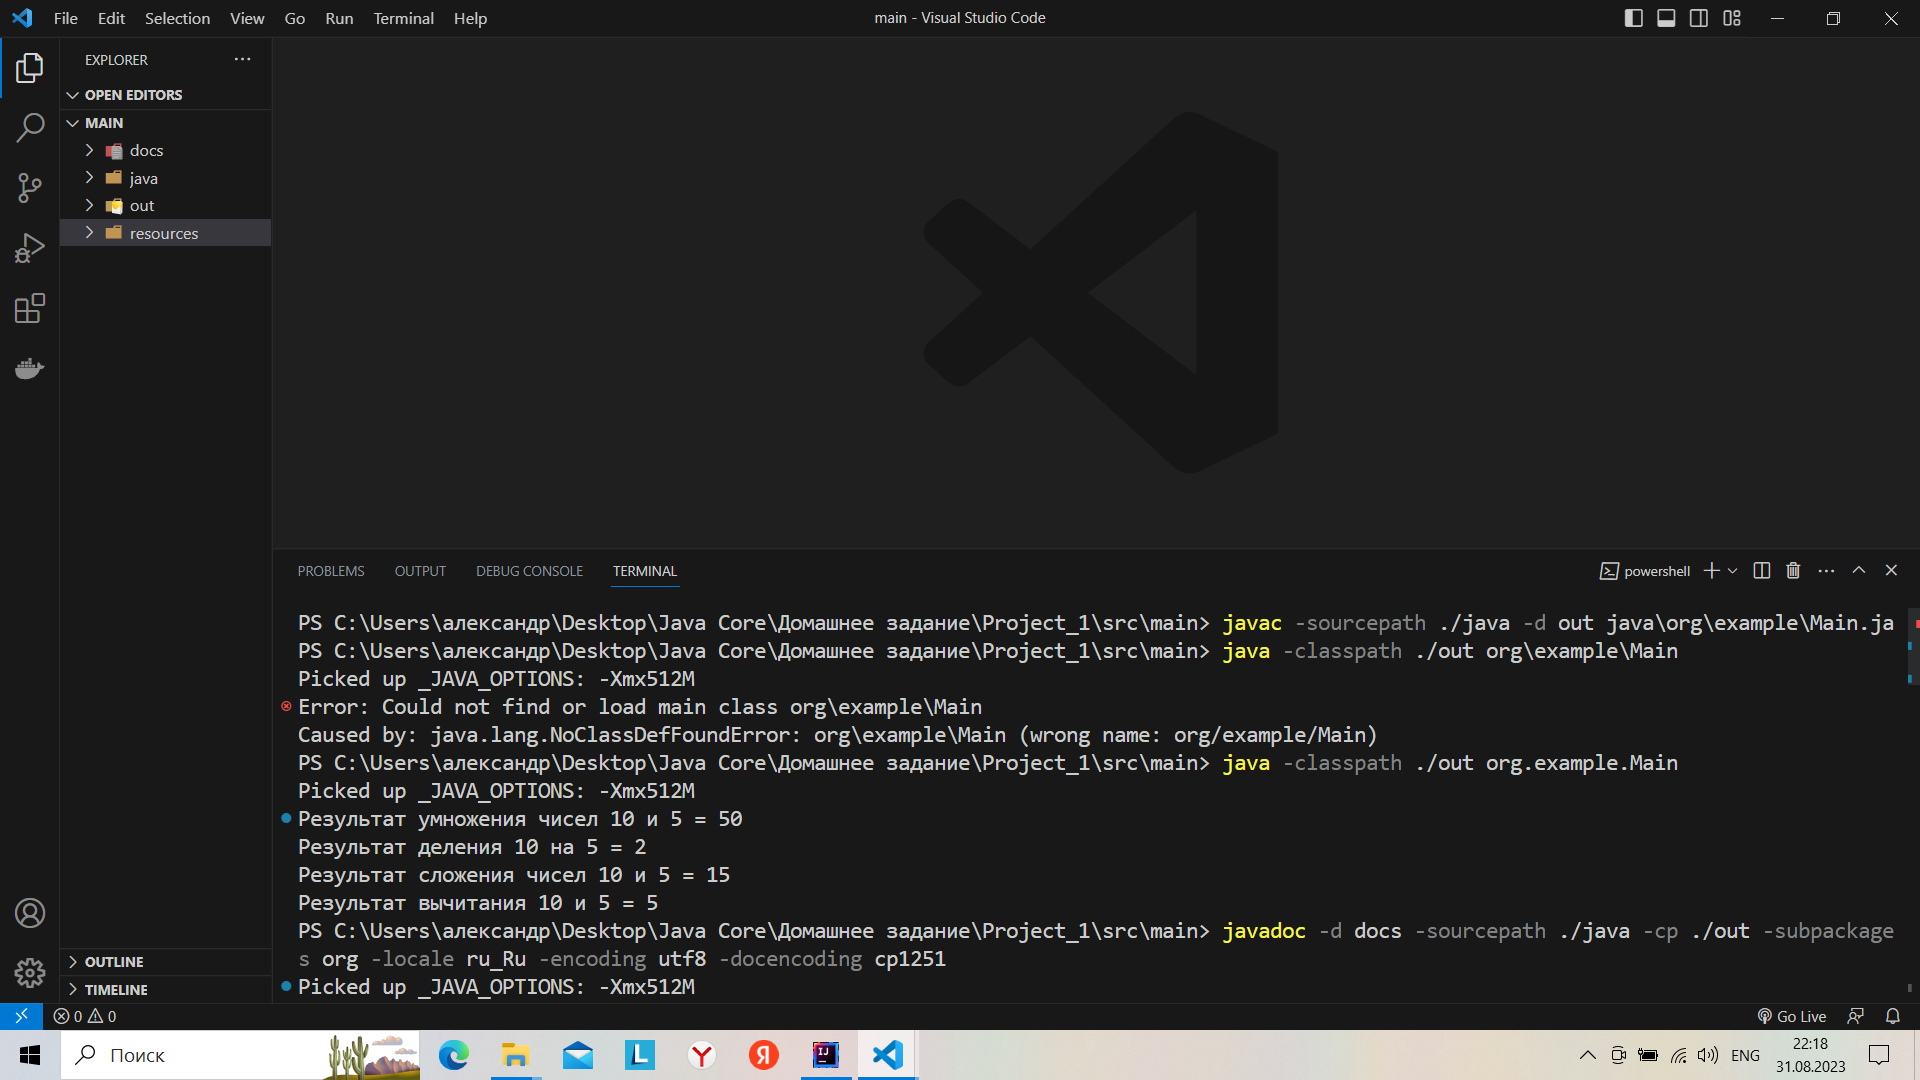 File Edit Selection View Go Run Terminal Help
main - Visual Studio Code
EXPLORER
OPEN EDITORS
MAIN
docs
java
out
resources
OUTLINE
TIMELINE
PROBLEMS OUTPUT DEBUG CONSOLE TERMINAL
powershell
PS C:\Users\александр\Desktop\Java Core\Домашнее задание\Project_1\src\main> javac -sourcepath ./java -d out java\org\example\Main.ja
PS C:\Users\александр\Desktop\Java Core\Домашнее задание\Project_1\src\main> java -classpath ./out org\example\Main
Picked up _JAVA_OPTIONS: -Xmx512M
Error: Could not find or load main class org\example\Main
Caused by: java.lang.NoClassDefFoundError: org\example\Main (wrong name: org/example/Main)
PS C:\Users\александр\Desktop\Java Core\Домашнее задание\Project_1\src\main> java -classpath ./out org.example.Main
Picked up _JAVA_OPTIONS: -Xmx512M
Результат умножения чисел 10 и 5 = 50
Результат деления 10 на 5 = 2
Результат сложения чисел 10 и 5 = 15
Результат вычитания 10 и 5 = 5
PS C:\Users\александр\Desktop\Java Core\Домашнее задание\Project_1\src\main> javadoc -d docs -sourcepath ./java -cp ./out -subpackage
s org -locale ru_Ru -encoding utf8 -docencoding cp1251
Picked up _JAVA_OPTIONS: -Xmx512M
0 0
Go Live
Поиск
L
Y
Я
IJ
ENG
22:18
31.08.2023